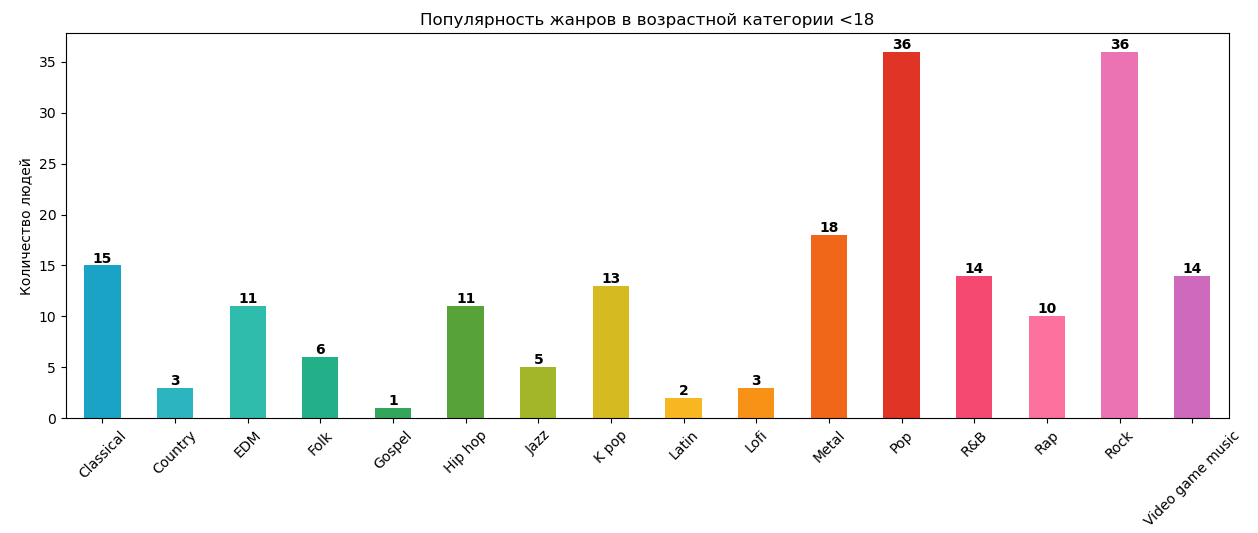 Популярность жанров в возрастной категории <18
Количество людей
35
30
25
20
15
10
5
0
15
3
11
6
1
11
5
13
2
3
18
36
14
10
36
14
Classical
Country
EDM
Folk
Gospel
Hip hop
Jazz
K pop
Latin
Lofi
Metal
Pop
R&B
Rap
Rock
Video game music